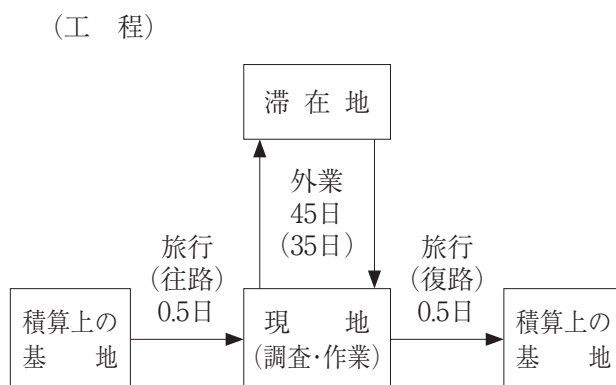 （工　程）
滞 在 地
外業
45日
（35日）
旅行
（往路）
0.5日
旅行
（復路）
0.5日
積算上の
基　　地
現　　地
（調査・作業）
積算上の
基　　地